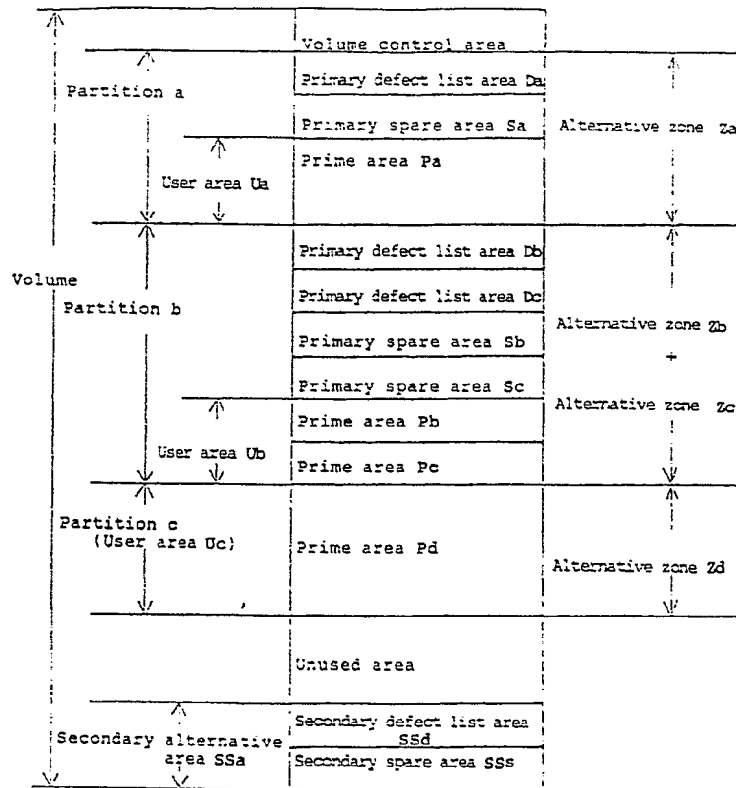 Volume control area
Primary defect list area Da
Partition a
Primary spare area Sa
Alternative zone Za
Prime area Pa
User area Ua
Primary defect list area Db
Volume
Primary defect list area Dc
Partition b
Alternative zone Zb
Primary spare area Sb
+
Primary spare area Sc
Alternative zone Zc
Prime area Pb
User area Ub
Prime area Pc
Partition c
(User area Uc)
Prime area Pd
Alternative zone Zd
Unused area
Secondary defect list area
SSd
Secondary alternative
area SSa
Secondary spare area SSs